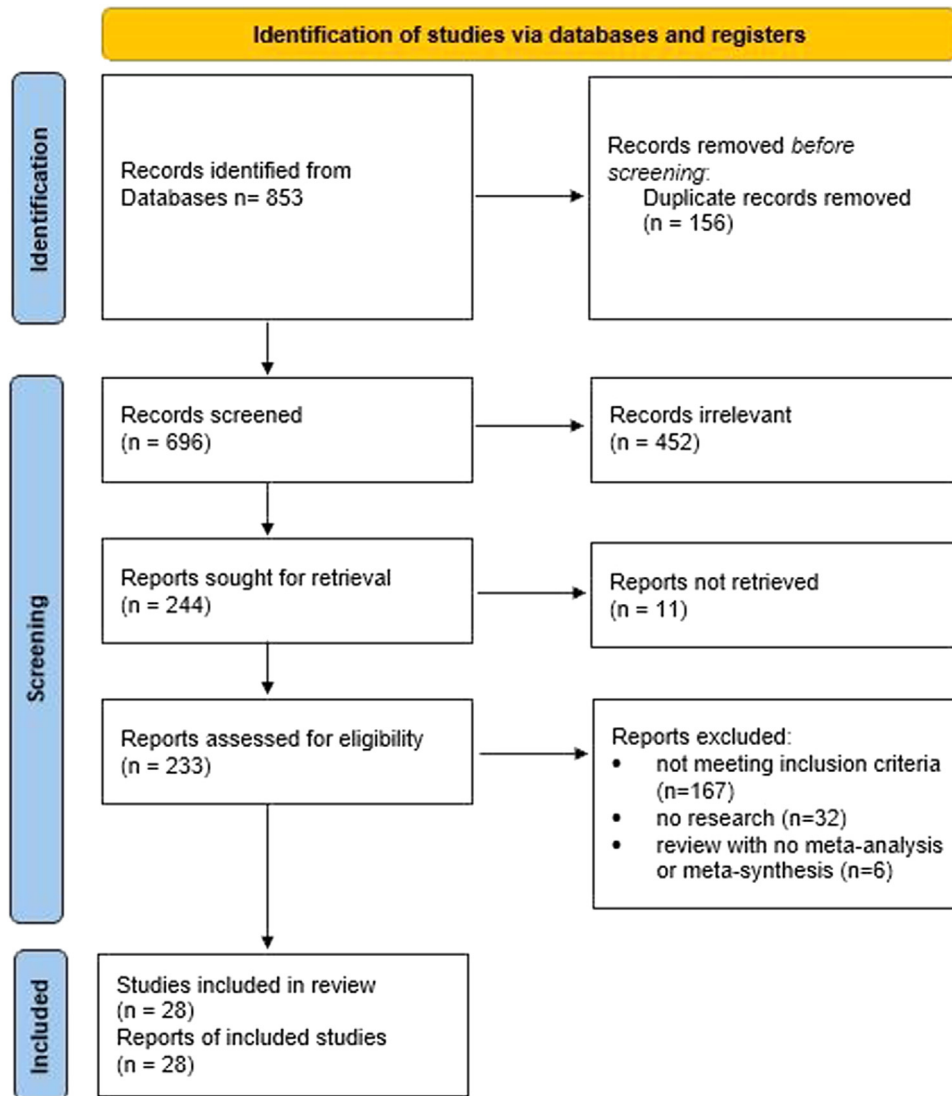 Identification of studies via databases and registers
Identification
Records identified from
Databases n= 853
Records removed before
screening:
Duplicate records removed
(n = 156)
Screening
Records screened
(n = 696)
Records irrelevant
(n = 452)
Reports sought for retrieval
(n = 244)
Reports not retrieved
(n = 11)
Reports assessed for eligibility
(n = 233)
Reports excluded:
• not meeting inclusion criteria
(n=167)
• no research (n=32)
• review with no meta-analysis
or meta-synthesis (n=6)
Included
Studies included in review
(n = 28)
Reports of included studies
(n = 28)